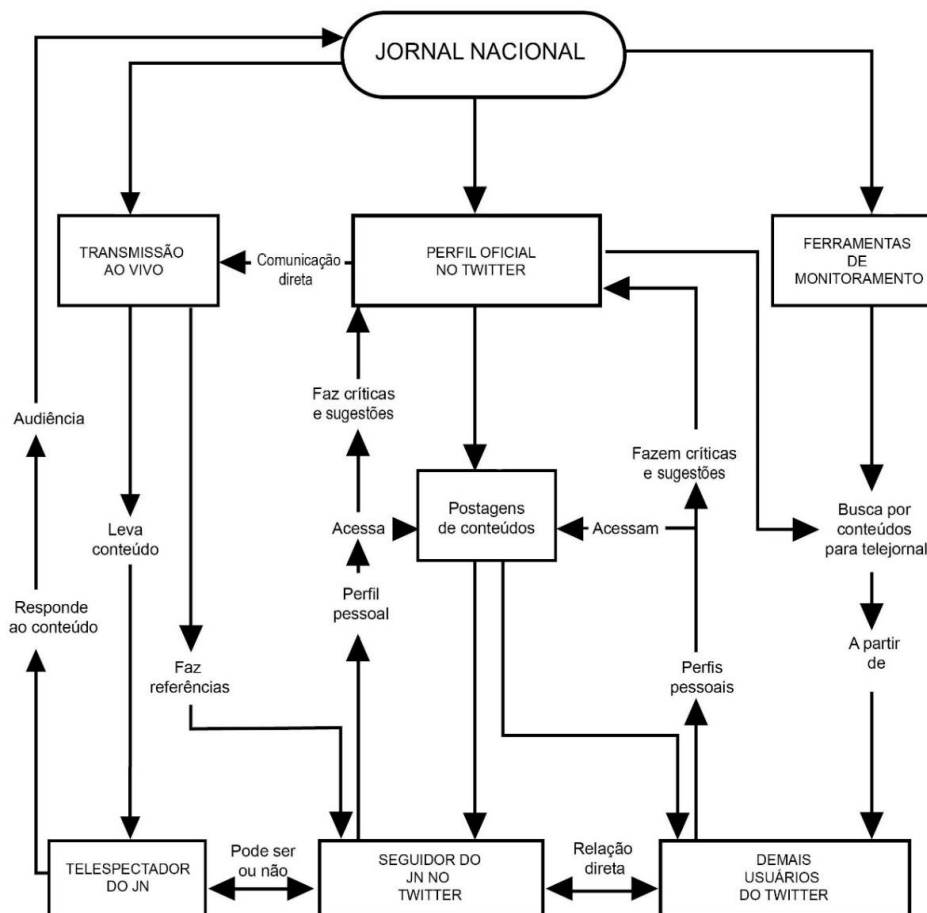 JORNAL NACIONAL
TRANSMISSÃO
AO VIVO
Comunicação
direta
PERFIL OFICIAL
NO TWITTER
FERRAMENTAS
DE
MONITORAMENTO
Audiência
Faz críticas
e sugestões
Fazem críticas
e sugestões
Leva
conteúdo
Acessa
Postagens
de conteúdos
Acessam
Busca por
conteúdos
para telejornal
Responde
ao conteúdo
Perfil
pessoal
Faz
referências
Perfis
pessoais
A partir
de
TELESPECTADOR
DO JN
Pode ser
ou não
SEGUIDOR DO
JN NO
TWITTER
Relação
direta
DEMAIS
USUÁRIOS
DO TWITTER